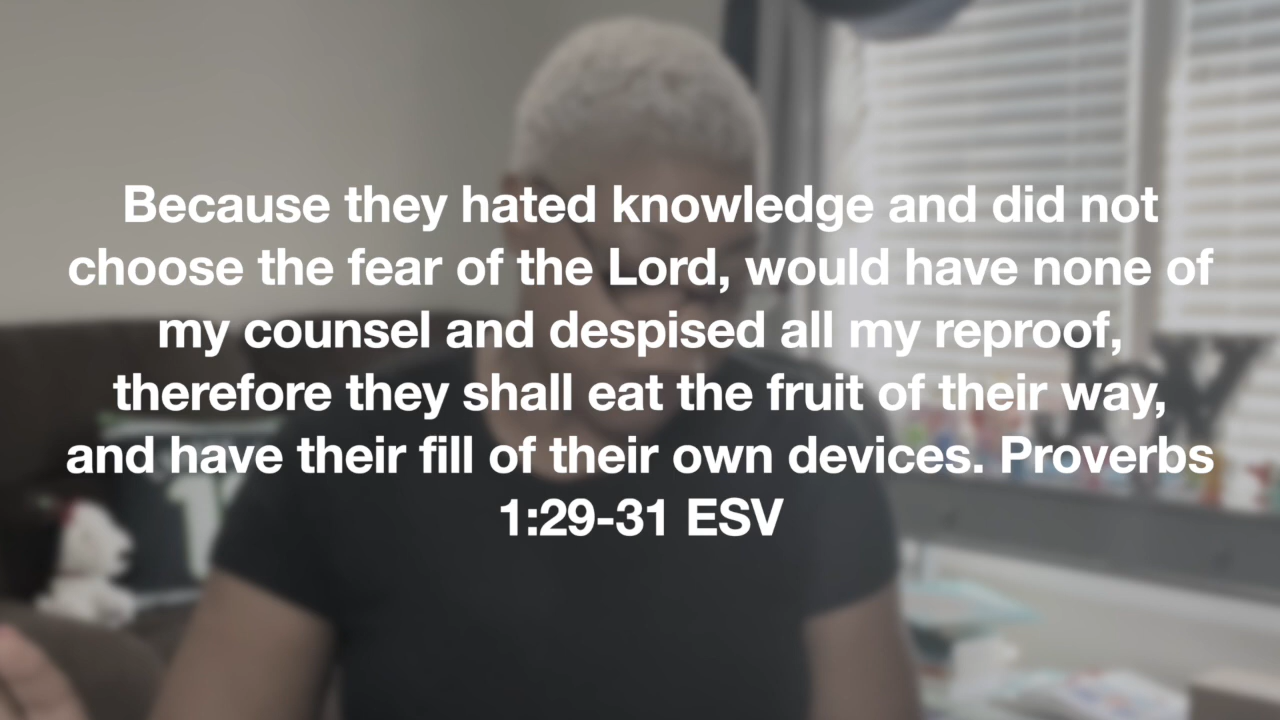 Because they hated knowledge and did not
choose the fear of the Lord, would have none of
my counsel and despised all my reproof,
therefore they shall eat the fruit of their way,
and have their fill of their own devices. Proverbs
1:29-31 ESV